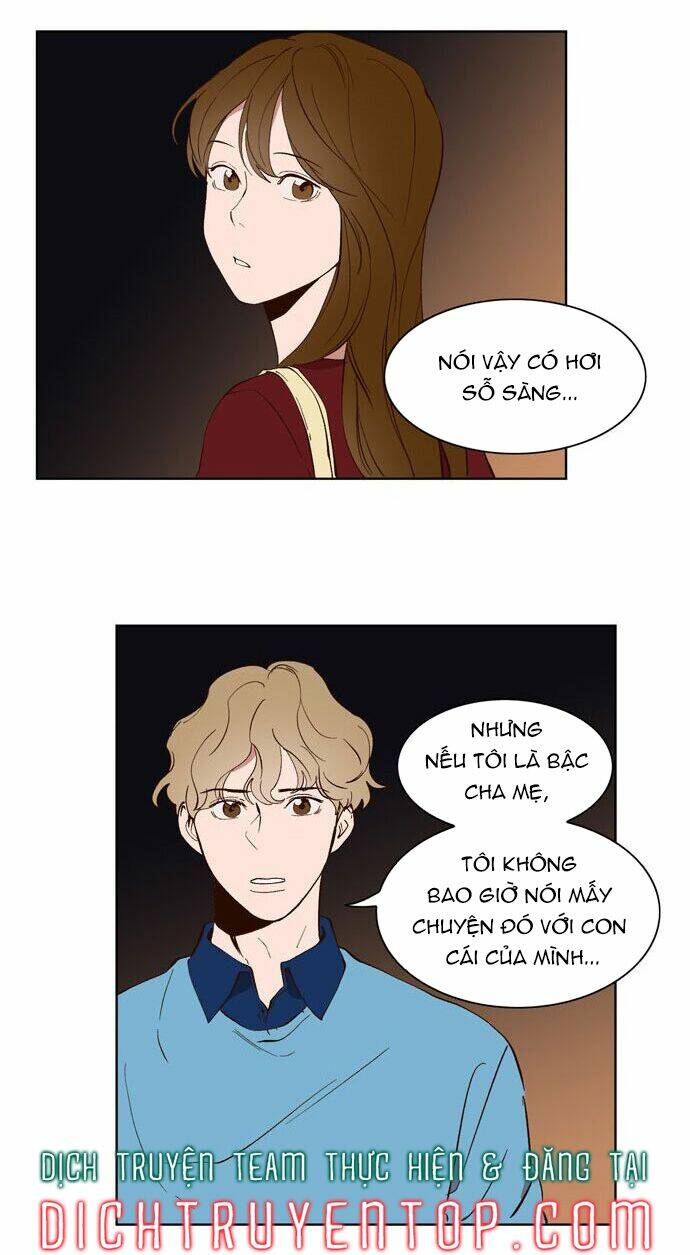 NÓI VẬY CÓ HƠI
SỖ SÀNG...
NHƯNG
NẾU TÔI LÀ BẬC
CHA MẸ,
TÔI KHÔNG
BAO GIỜ NÓI MẤY
CHUYỆN ĐÓ VỚI CON
CÁI CỦA MÌNH...
DỊCH TRUYỆN TEAM THỰC HIỆN & ĐĂNG TẠI
DICHTRUYENTOP.COM